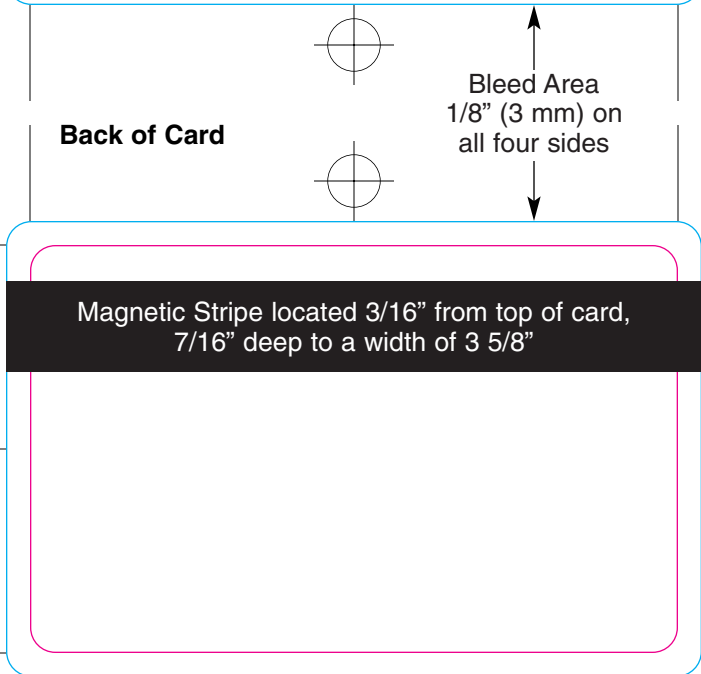 Bleed Area
1/8” (3 mm) on
all four sides
Back of Card
Magnetic Stripe located 3/16” from top of card,
7/16” deep to a width of 3 5/8”